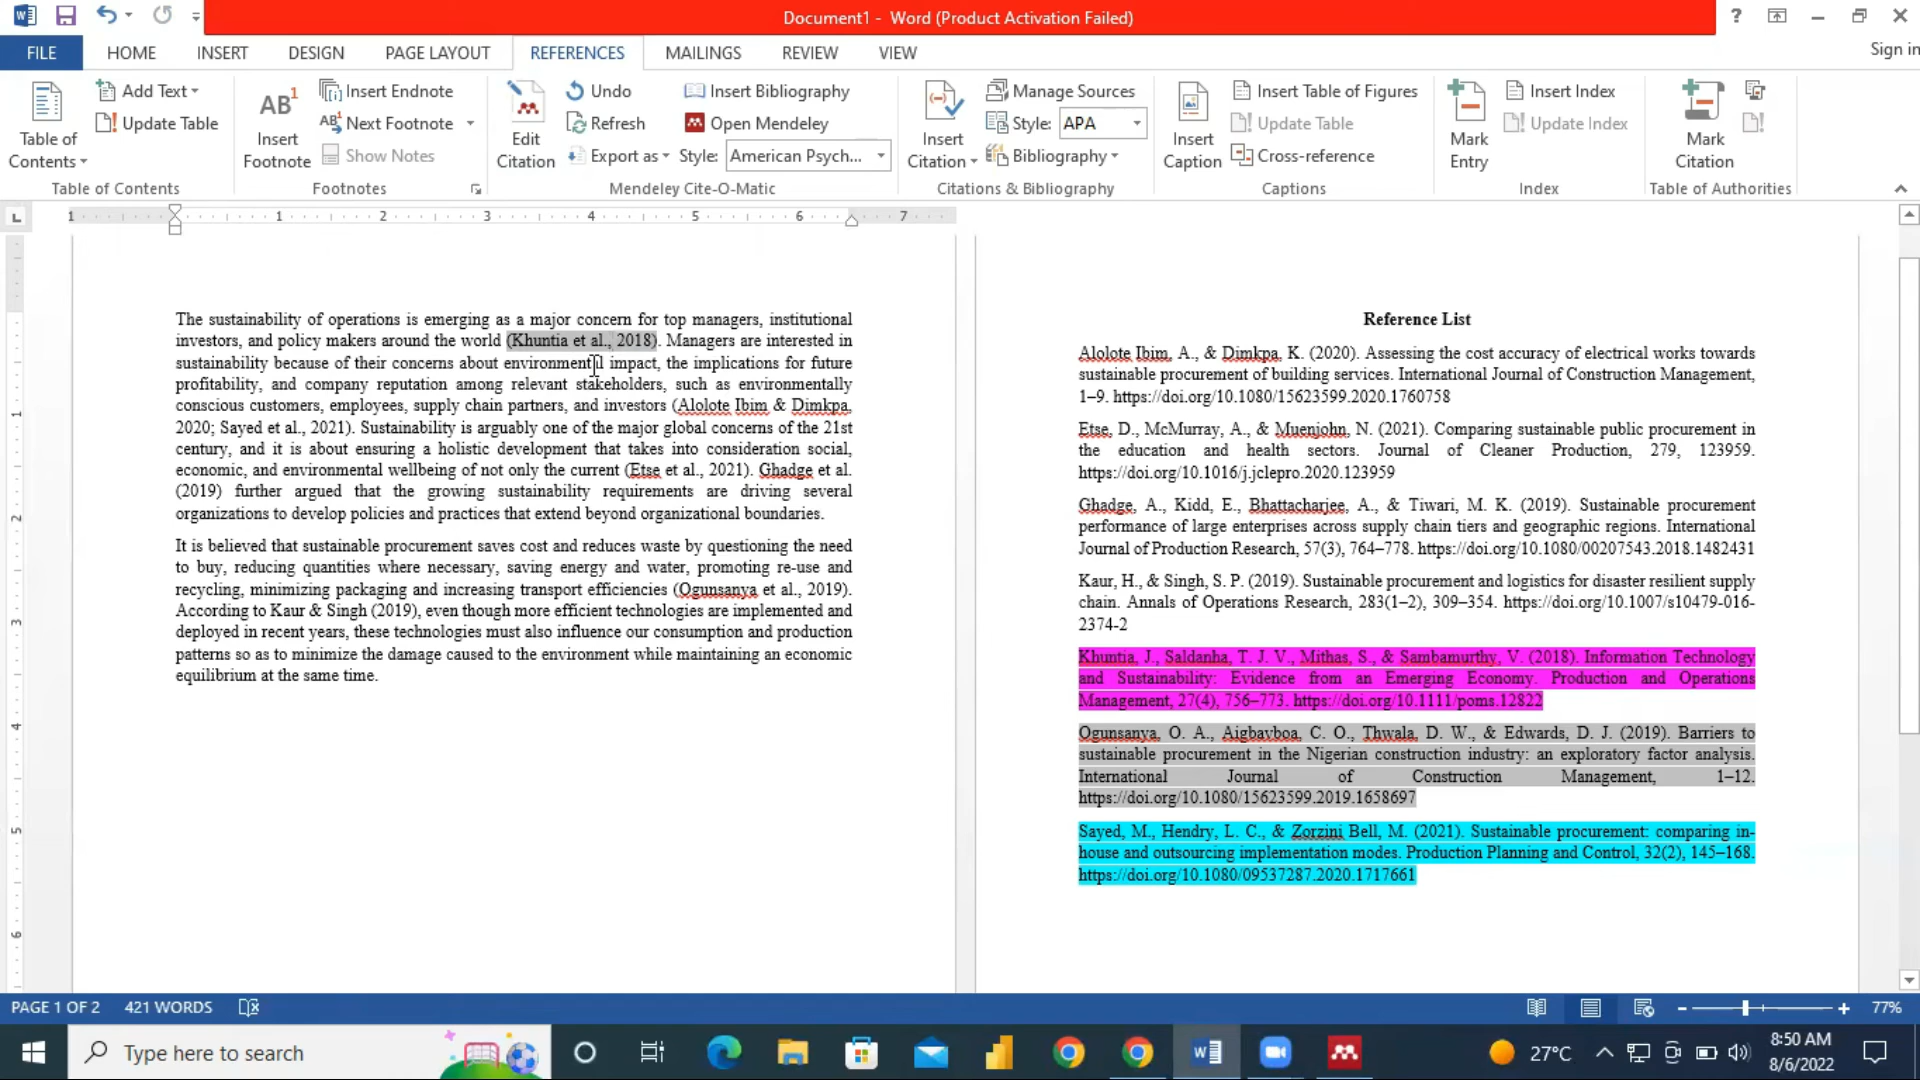 Document1 - Word (Product Activation Failed)
?
FILE
HOME
INSERT
DESIGN
PAGE LAYOUT
REFERENCES
MAILINGS
REVIEW
VIEW
Sign in
Table of Contents
Add Text
Update Table
Table of Contents
AB1
Insert Footnote
Insert Endnote
Next Footnote
Show Notes
Footnotes
Edit Citation
Undo
Refresh
Export as
Insert Bibliography
Open Mendeley
Style: American Psych...
Mendeley Cite-O-Matic
Insert Citation
Manage Sources
Style: APA
Bibliography
Citations & Bibliography
Insert Caption
Insert Table of Figures
Update Table
Cross-reference
Captions
Mark Entry
Insert Index
Update Index
Index
Mark Citation
Table of Authorities
1 1 2 3 4 5 6 7
The sustainability of operations is emerging as a major concern for top managers, institutional
investors, and policy makers around the world (Khuntia et al., 2018). Managers are interested in
sustainability because of their concerns about environmental impact, the implications for future
profitability, and company reputation among relevant stakeholders, such as environmentally
conscious customers, employees, supply chain partners, and investors (Alolote Ibim & Dimkpa,
2020; Sayed et al., 2021). Sustainability is arguably one of the major global concerns of the 21st
century, and it is about ensuring a holistic development that takes into consideration social,
economic, and environmental wellbeing of not only the current (Etse et al., 2021). Ghadge et al.
(2019) further argued that the growing sustainability requirements are driving several
organizations to develop policies and practices that extend beyond organizational boundaries.
It is believed that sustainable procurement saves cost and reduces waste by questioning the need
to buy, reducing quantities where necessary, saving energy and water, promoting re-use and
recycling, minimizing packaging and increasing transport efficiencies (Ogunsanya et al., 2019).
According to Kaur & Singh (2019), even though more efficient technologies are implemented and
deployed in recent years, these technologies must also influence our consumption and production
patterns so as to minimize the damage caused to the environment while maintaining an economic
equilibrium at the same time.
Reference List
Alolote Ibim, A., & Dimkpa, K. (2020). Assessing the cost accuracy of electrical works towards
sustainable procurement of building services. International Journal of Construction Management,
1–9. https://doi.org/10.1080/15623599.2020.1760758
Etse, D., McMurray, A., & Muenjohn, N. (2021). Comparing sustainable public procurement in
the education and health sectors. Journal of Cleaner Production, 279, 123959.
https://doi.org/10.1016/j.jclepro.2020.123959
Ghadge, A., Kidd, E., Bhattacharjee, A., & Tiwari, M. K. (2019). Sustainable procurement
performance of large enterprises across supply chain tiers and geographic regions. International
Journal of Production Research, 57(3), 764–778. https://doi.org/10.1080/00207543.2018.1482431
Kaur, H., & Singh, S. P. (2019). Sustainable procurement and logistics for disaster resilient supply
chain. Annals of Operations Research, 283(1–2), 309–354. https://doi.org/10.1007/s10479-016-
2374-2
Khuntia, J., Saldanha, T. J. V., Mithas, S., & Sambamurthy, V. (2018). Information Technology
and Sustainability: Evidence from an Emerging Economy. Production and Operations
Management, 27(4), 756–773. https://doi.org/10.1111/poms.12822
Ogunsanya, O. A., Aigbavboa, C. O., Thwala, D. W., & Edwards, D. J. (2019). Barriers to
sustainable procurement in the Nigerian construction industry: an exploratory factor analysis.
International Journal of Construction Management, 1–12.
https://doi.org/10.1080/15623599.2019.1658697
Sayed, M., Hendry, L. C., & Zorzini Bell, M. (2021). Sustainable procurement: comparing in-
house and outsourcing implementation modes. Production Planning and Control, 32(2), 145–168.
https://doi.org/10.1080/09537287.2020.1717661
1
2
3
4
5
6
PAGE 1 OF 2
421 WORDS
77%
Type here to search
27°C
8:50 AM
8/6/2022